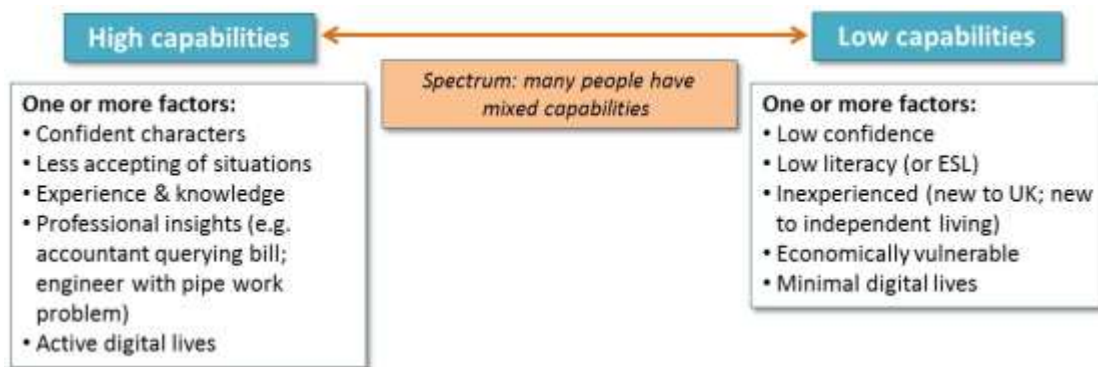 High capabilities
Low capabilities
Spectrum: many people have
mixed capabilities
One or more factors:
• Confident characters
• Less accepting of situations
• Experience & knowledge
• Professional insights (e.g.
accountant querying bill;
engineer with pipe work
problem)
• Active digital lives
One or more factors:
• Low confidence
• Low literacy (or ESL)
• Inexperienced (new to UK; new
to independent living)
• Economically vulnerable
• Minimal digital lives